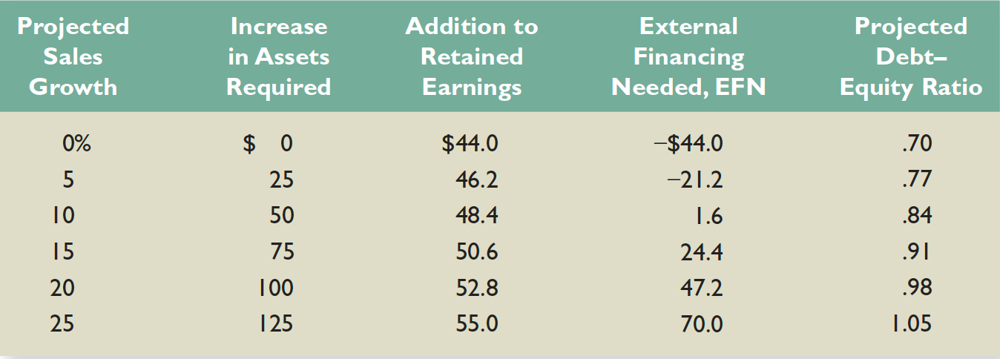 Projected Sales Growth Increase in Assets Required Addition to Retained Earnings External Financing Needed, EFN Projected Debt– Equity Ratio
0% $ 0 $44.0 −$44.0 .70
5 25 46.2 −21.2 .77
10 50 48.4 1.6 .84
15 75 50.6 24.4 .91
20 100 52.8 47.2 .98
25 125 55.0 70.0 1.05